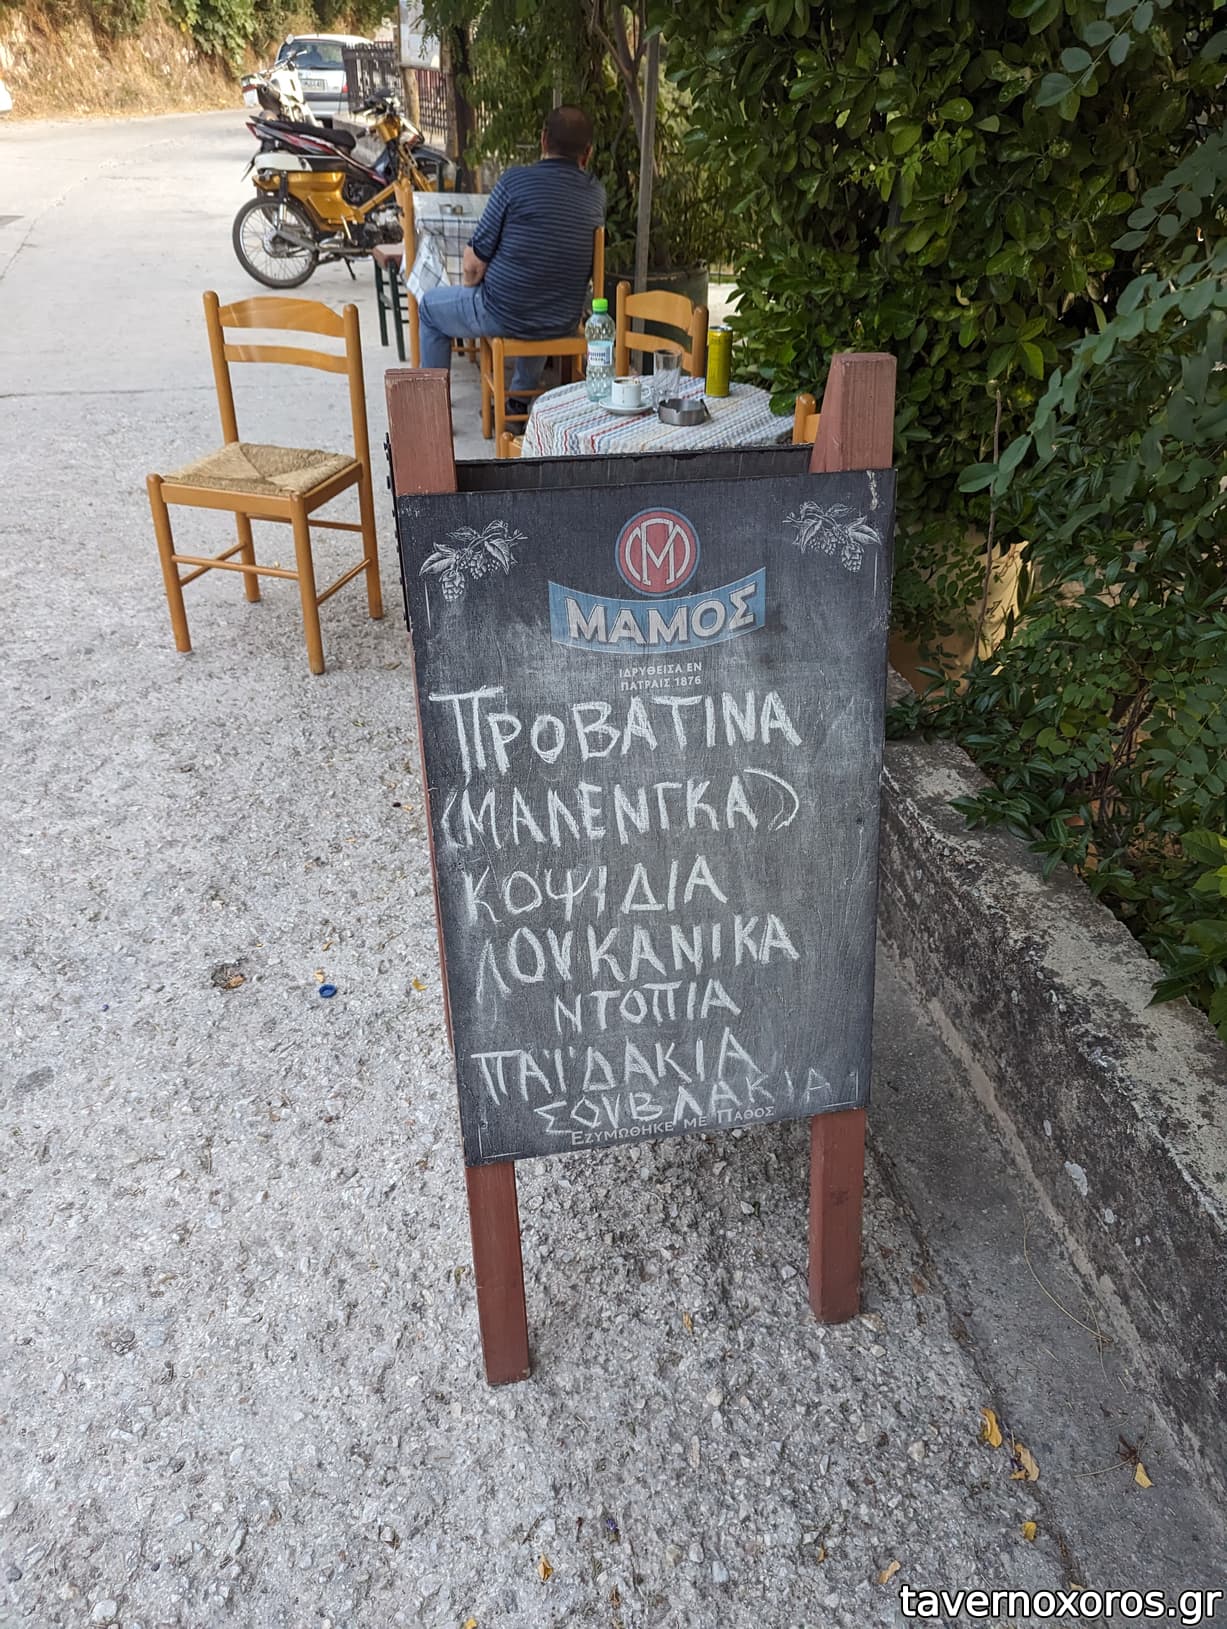 ΜΑΜΟΣ
ΙΔΡΥΘΕΙΣΑ ΕΝ
ΠΑΤΡΑΙΣ 1876
ΠΡΟΒΑΤΙΝΑ
(ΜΑΛΕΝΓΚΑ)
ΚΟΨΙΔΙΑ
ΛΟΥΚΑΝΙΚΑ
ΝΤΟΠΙΑ
ΠΑΪΔΑΚΙΑ
ΣΟΥΒΛΑΚΙΑ
ΕΖΥΜΩΘΗΚΕ ΜΕ ΠΑΘΟΣ
tavernoxoros.gr